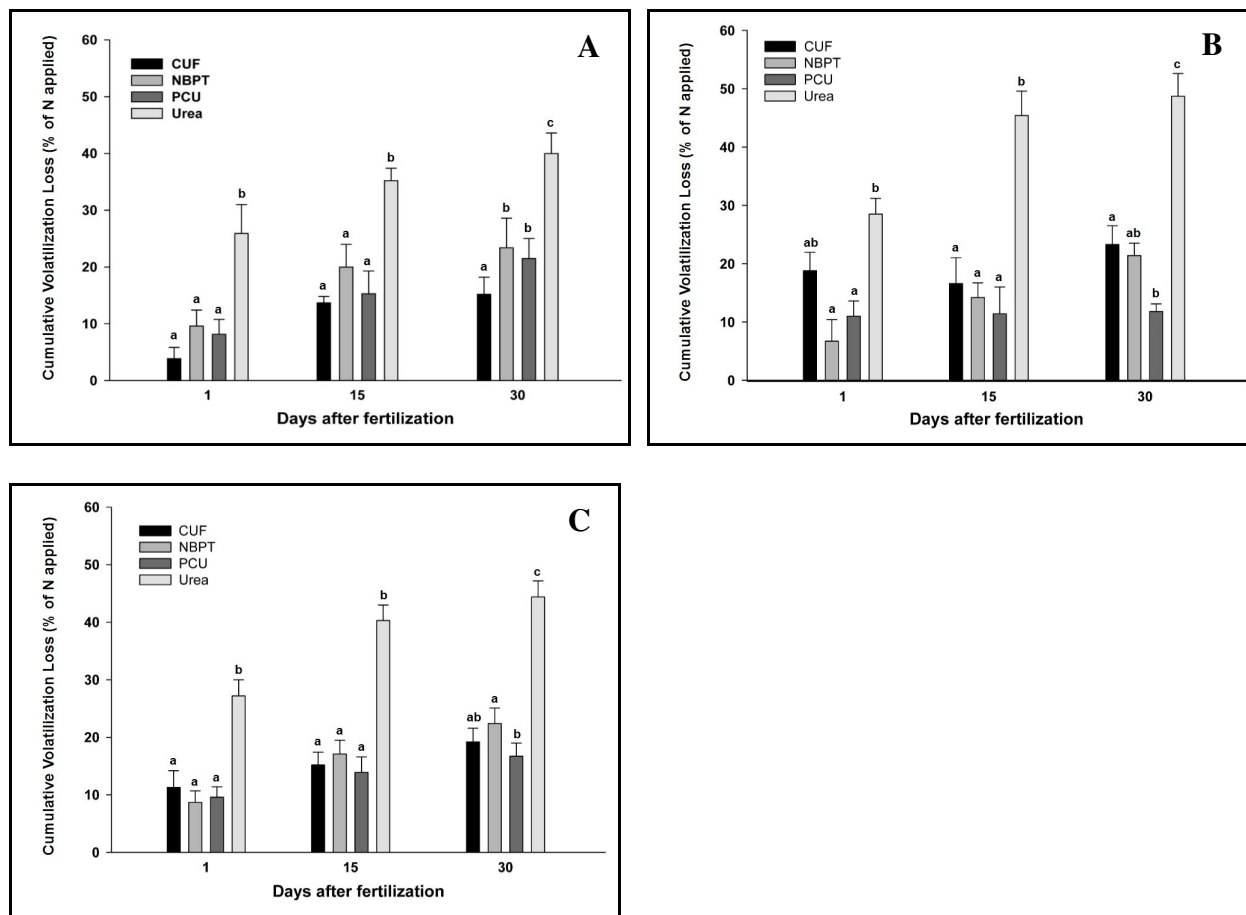 A
Cumulative Volatilization Loss (% of N applied)
60
50
40
30
20
10
0
CUF
NBPT
PCU
Urea
a
a
a
b
a
a
a
b
a
b
b
c
1
15
30
Days after fertilization
B
Cumulative Volatilization Loss (% of N applied)
60
50
40
30
20
10
0
CUF
NBPT
PCU
Urea
ab
a
a
b
a
a
a
b
a
ab
b
c
1
15
30
Days after fertilization
C
Cumulative Volatilization Loss (% of N applied)
60
50
40
30
20
10
0
CUF
NBPT
PCU
Urea
a
a
a
b
a
a
a
b
ab
a
b
c
1
15
30
Days after fertilization